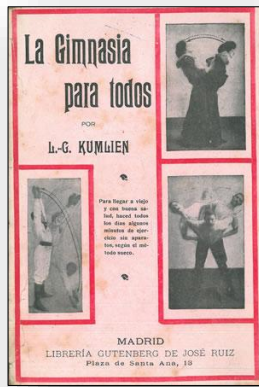 La Gimnasia
para todos
POR
L.-G. KUMLIEN
Para llegar a viejo
y con buena sa-
lud, haced todos
los días algunos
minutos de ejer-
cicio sin apara-
tos, según el mé-
todo sueco.
MADRID
LIBRERÍA GUTENBERG DE JOSÉ RUIZ
Plaza de Santa Ana, 13